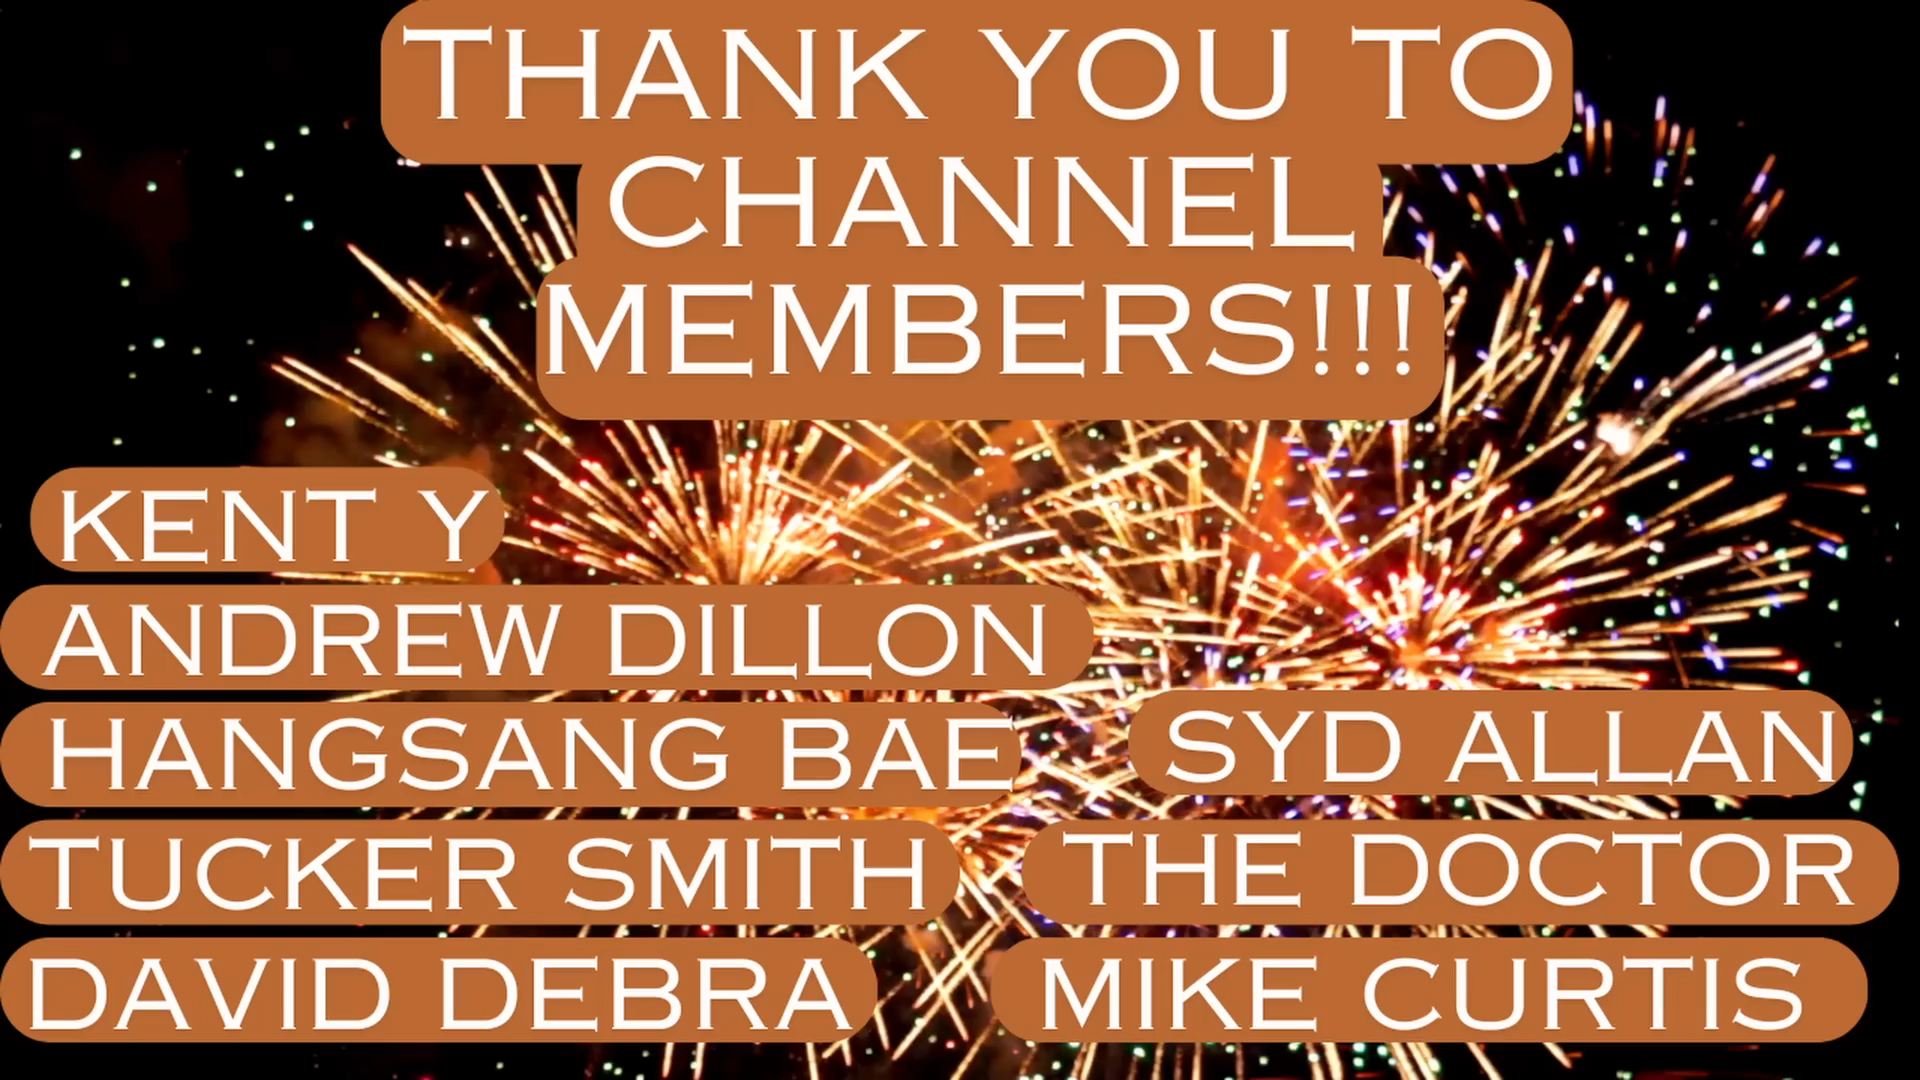 THANK YOU TO
CHANNEL
MEMBERS!!!
KENT Y
ANDREW DILLON
HANGSANG BAE
TUCKER SMITH
DAVID DEBRA
SYD ALLAN
THE DOCTOR
MIKE CURTIS